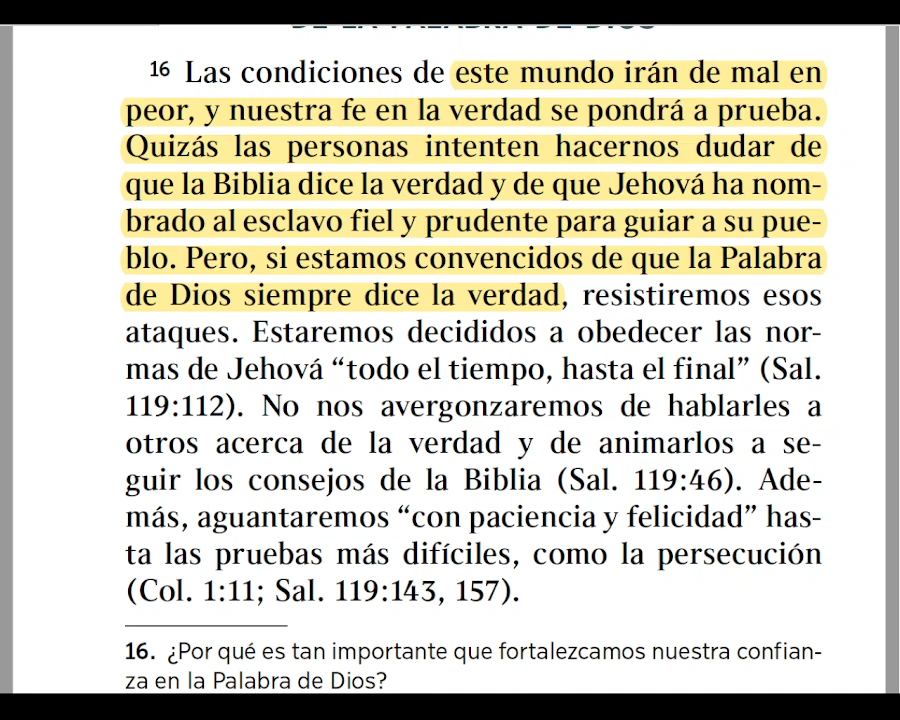 16 Las condiciones de este mundo irán de mal en
peor, y nuestra fe en la verdad se pondrá a prueba.
Quizás las personas intenten hacernos dudar de
que la Biblia dice la verdad y de que Jehová ha nom-
brado al esclavo fiel y prudente para guiar a su pue-
blo. Pero, si estamos convencidos de que la Palabra
de Dios siempre dice la verdad, resistiremos esos
ataques. Estaremos decididos a obedecer las nor-
mas de Jehová “todo el tiempo, hasta el final” (Sal.
119:112). No nos avergonzaremos de hablarles a
otros acerca de la verdad y de animarlos a se-
guir los consejos de la Biblia (Sal. 119:46). Ade-
más, aguantaremos “con paciencia y felicidad” has-
ta las pruebas más difíciles, como la persecución
(Col. 1:11; Sal. 119:143, 157).
16. ¿Por qué es tan importante que fortalezcamos nuestra confian-
za en la Palabra de Dios?